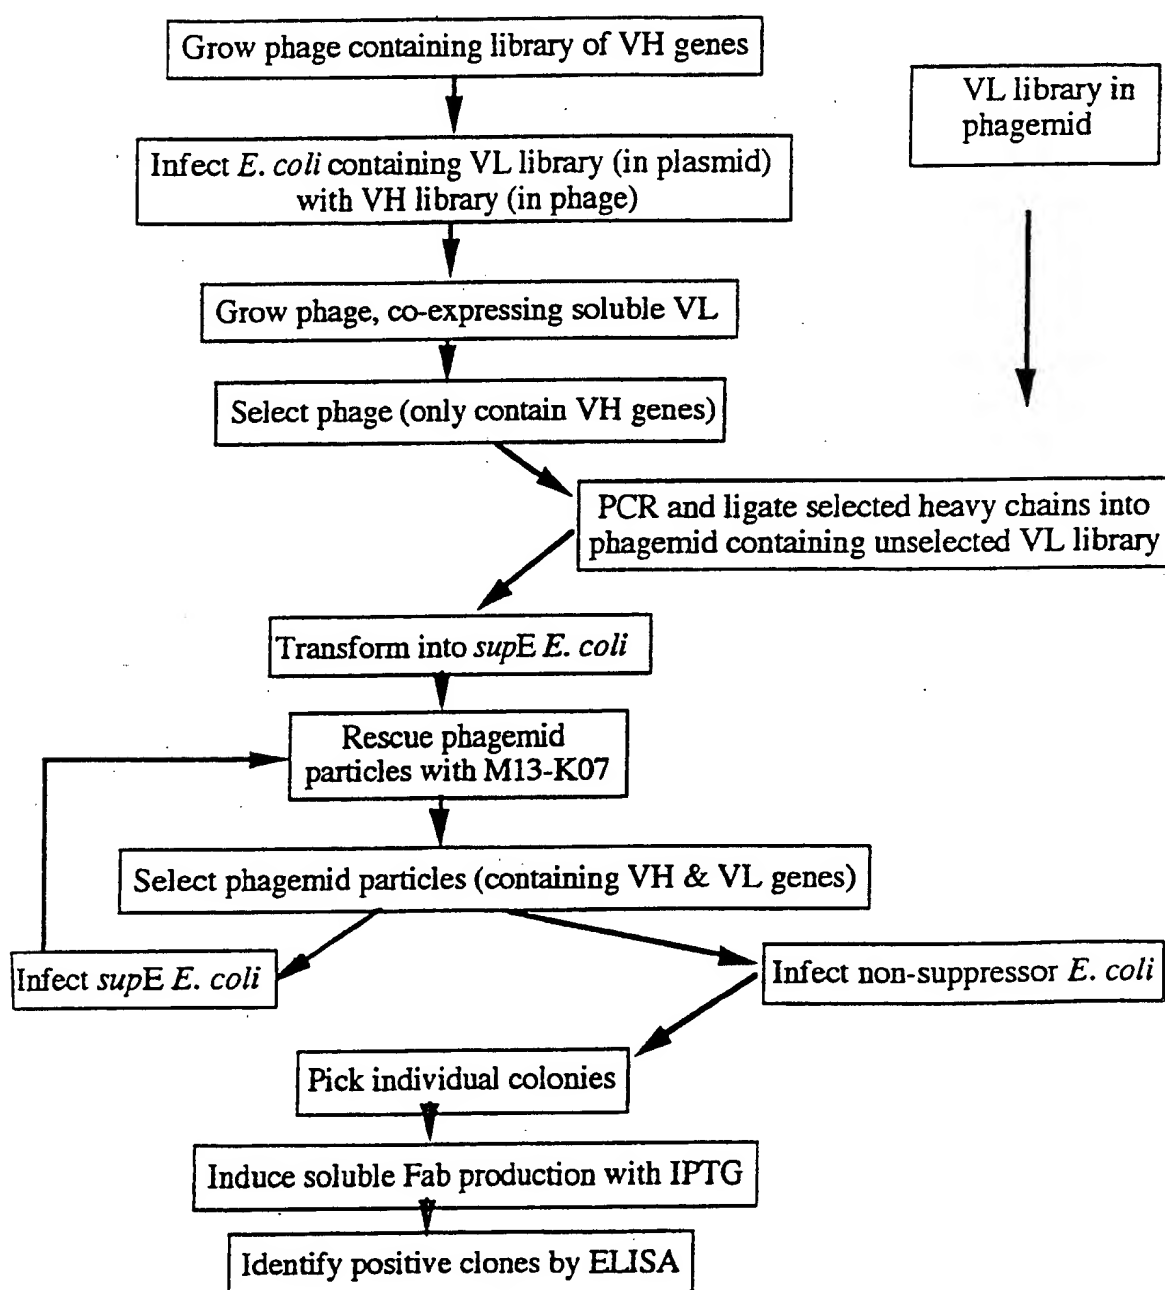 Grow phage containing library of VH genes
VL library in
phagemid
Infect E. coli containing VL library (in plasmid)
with VH library (in phage)
Grow phage, co-expressing soluble VL
Select phage (only contain VH genes)
PCR and ligate selected heavy chains into
phagemid containing unselected VL library
Transform into supE E. coli
Rescue phagemid
particles with M13-K07
Select phagemid particles (containing VH & VL genes)
Infect supE E. coli
Infect non-suppressor E. coli
Pick individual colonies
Induce soluble Fab production with IPTG
Identify positive clones by ELISA